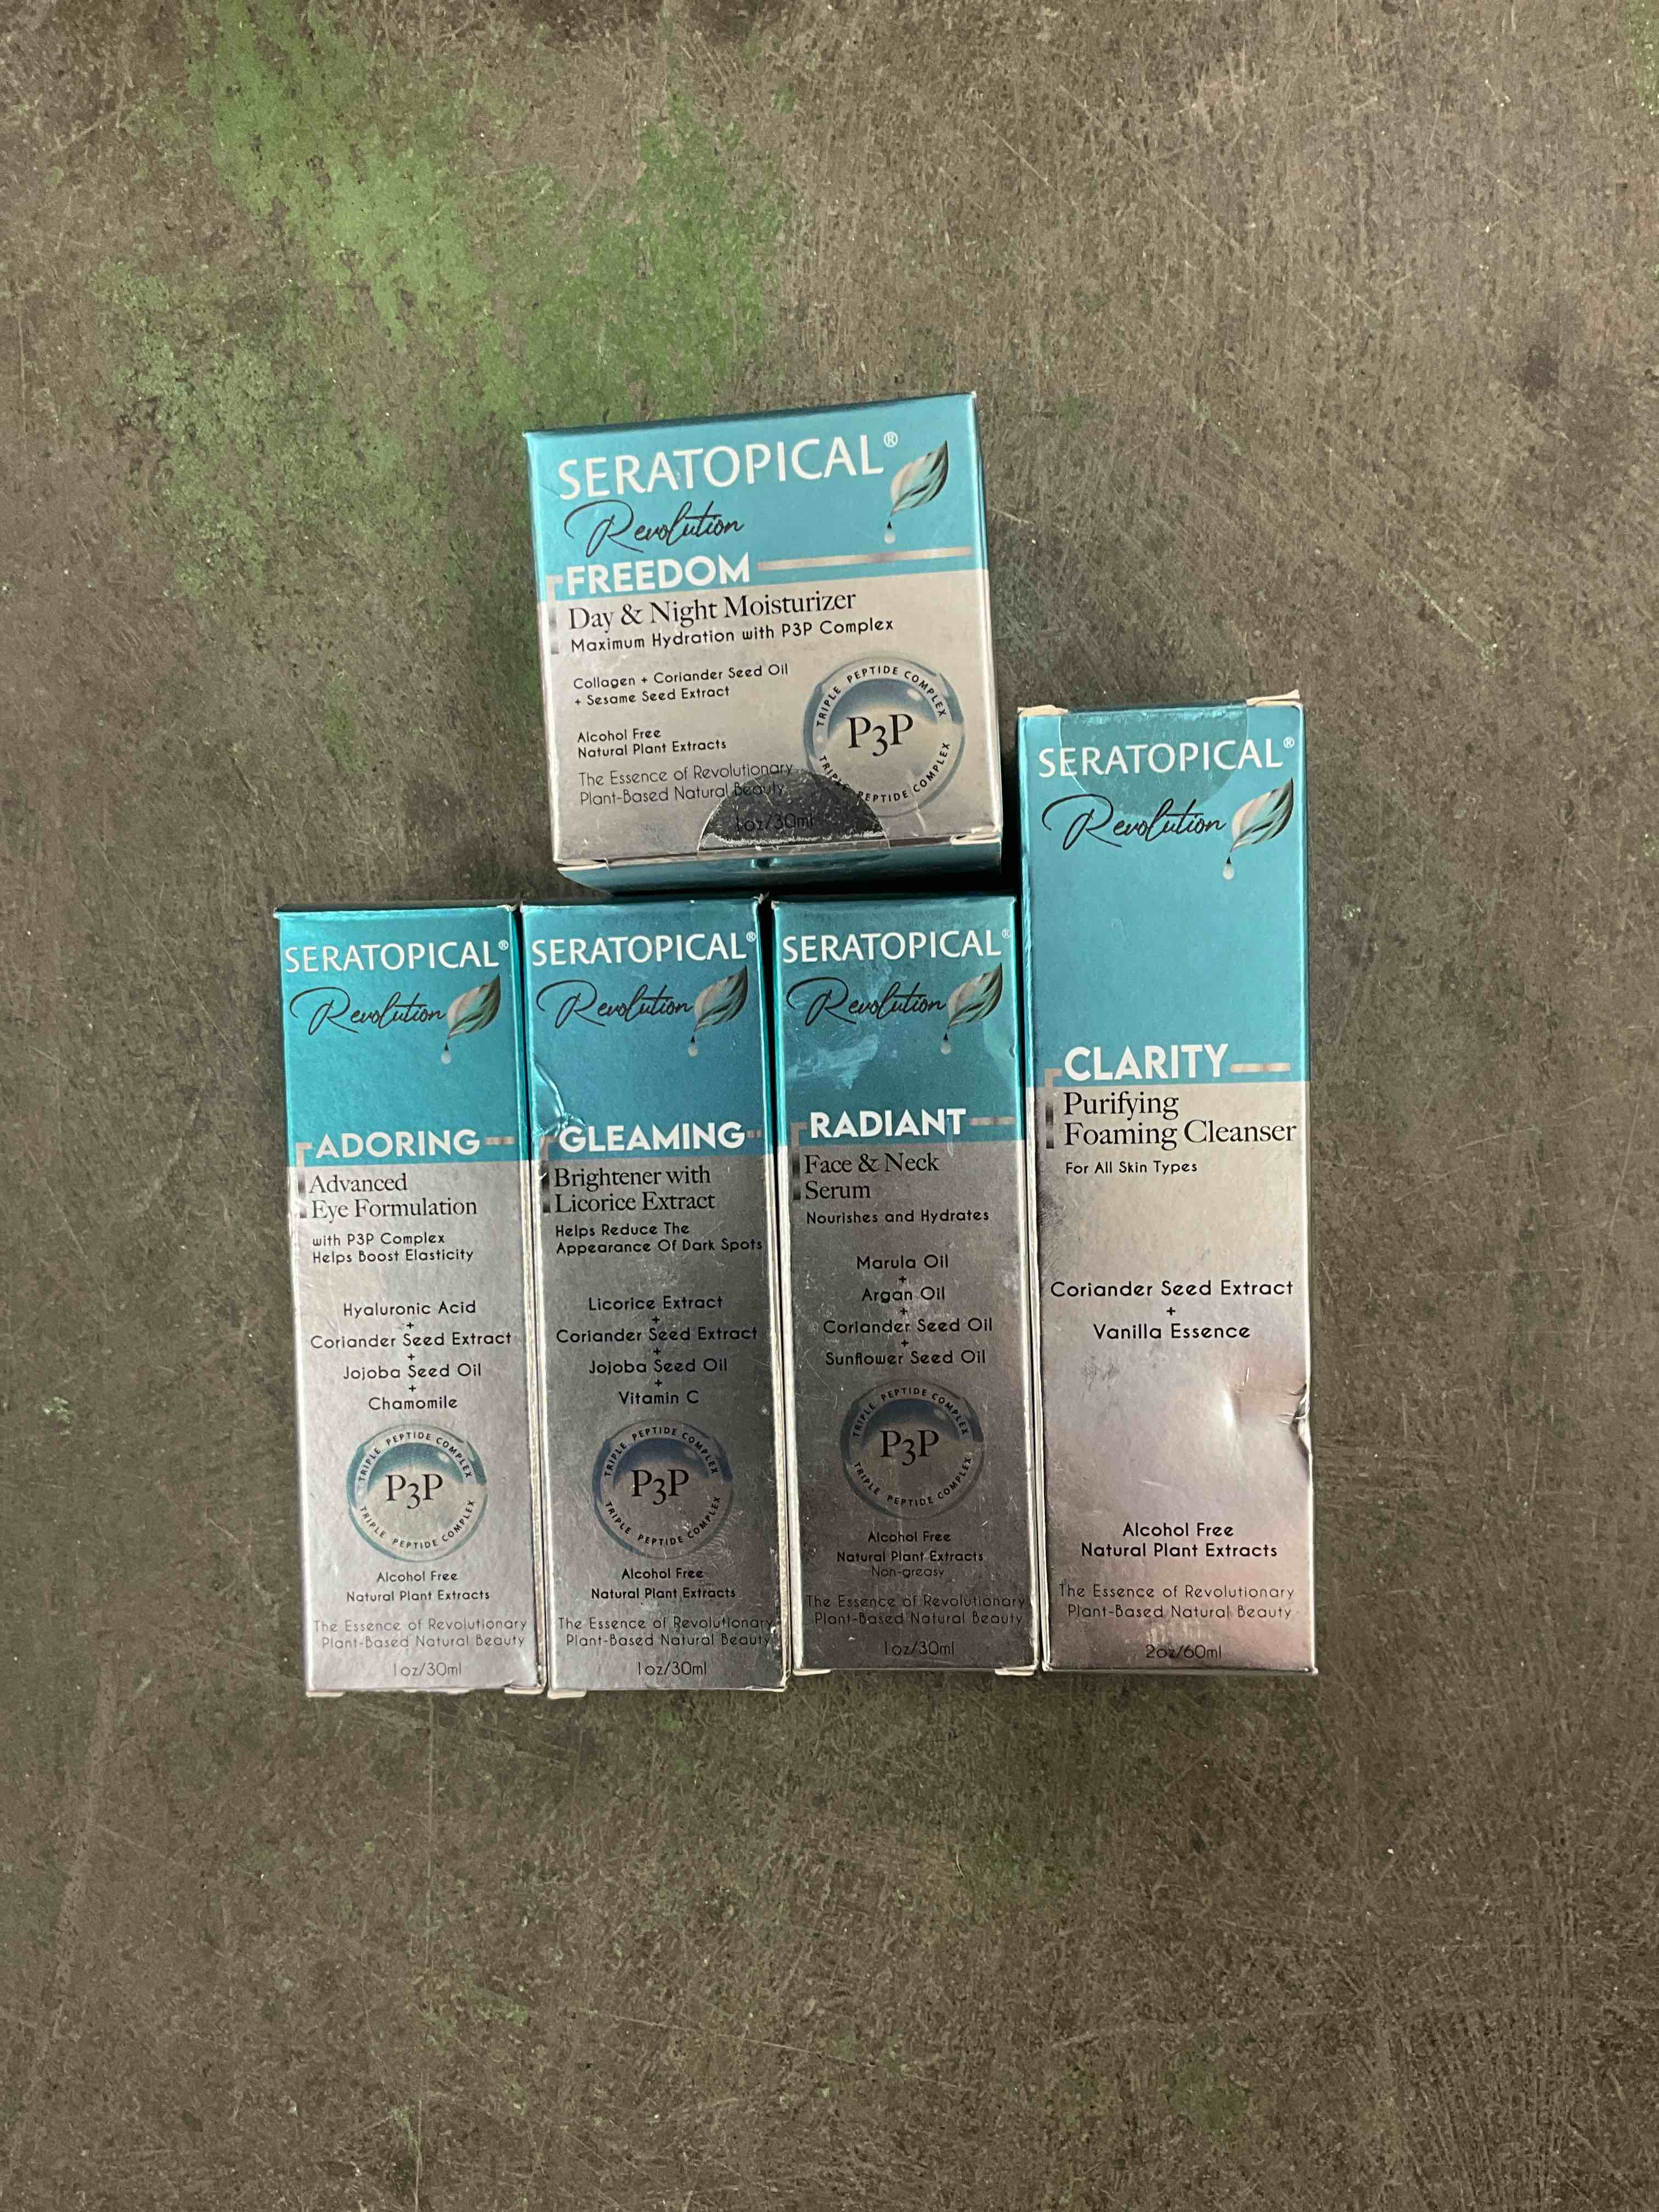 SERATOPICAL®
Revolution
FREEDOM
Day & Night Moisturizer
Maximum Hydration with P3P Complex
Collagen + Coriander Seed Oil
+ Sesame Seed Extract
Alcohol Free
Natural Plant Extracts
The Essence of Revolutionary
Plant-Based Natural Beauty
1oz/30ml
TRIPLE PEPTIDE COMPLEX
P3P
TRIPLE PEPTIDE COMPLEX
SERATOPICAL®
Revolution
ADORING
Advanced
Eye Formulation
with P3P Complex
Helps Boost Elasticity
Hyaluronic Acid
+
Coriander Seed Extract
+
Jojoba Seed Oil
+
Chamomile
TRIPLE PEPTIDE COMPLEX
P3P
TRIPLE PEPTIDE COMPLEX
Alcohol Free
Natural Plant Extracts
The Essence of Revolutionary
Plant-Based Natural Beauty
1oz/30ml
SERATOPICAL®
Revolution
GLEAMING
Brightener with
Licorice Extract
Helps Reduce The
Appearance Of Dark Spots
Licorice Extract
+
Coriander Seed Extract
+
Jojoba Seed Oil
+
Vitamin C
TRIPLE PEPTIDE COMPLEX
P3P
TRIPLE PEPTIDE COMPLEX
Alcohol Free
Natural Plant Extracts
The Essence of Revolutionary
Plant-Based Natural Beauty
1oz/30ml
SERATOPICAL®
Revolution
RADIANT
Face & Neck
Serum
Nourishes and Hydrates
Marula Oil
+
Argan Oil
+
Coriander Seed Oil
+
Sunflower Seed Oil
TRIPLE PEPTIDE COMPLEX
P3P
TRIPLE PEPTIDE COMPLEX
Alcohol Free
Natural Plant Extracts
Non-greasy
The Essence of Revolutionary
Plant-Based Natural Beauty
1oz/30ml
SERATOPICAL®
Revolution
CLARITY
Purifying
Foaming Cleanser
For All Skin Types
Coriander Seed Extract
+
Vanilla Essence
Alcohol Free
Natural Plant Extracts
The Essence of Revolutionary
Plant-Based Natural Beauty
2oz/60ml